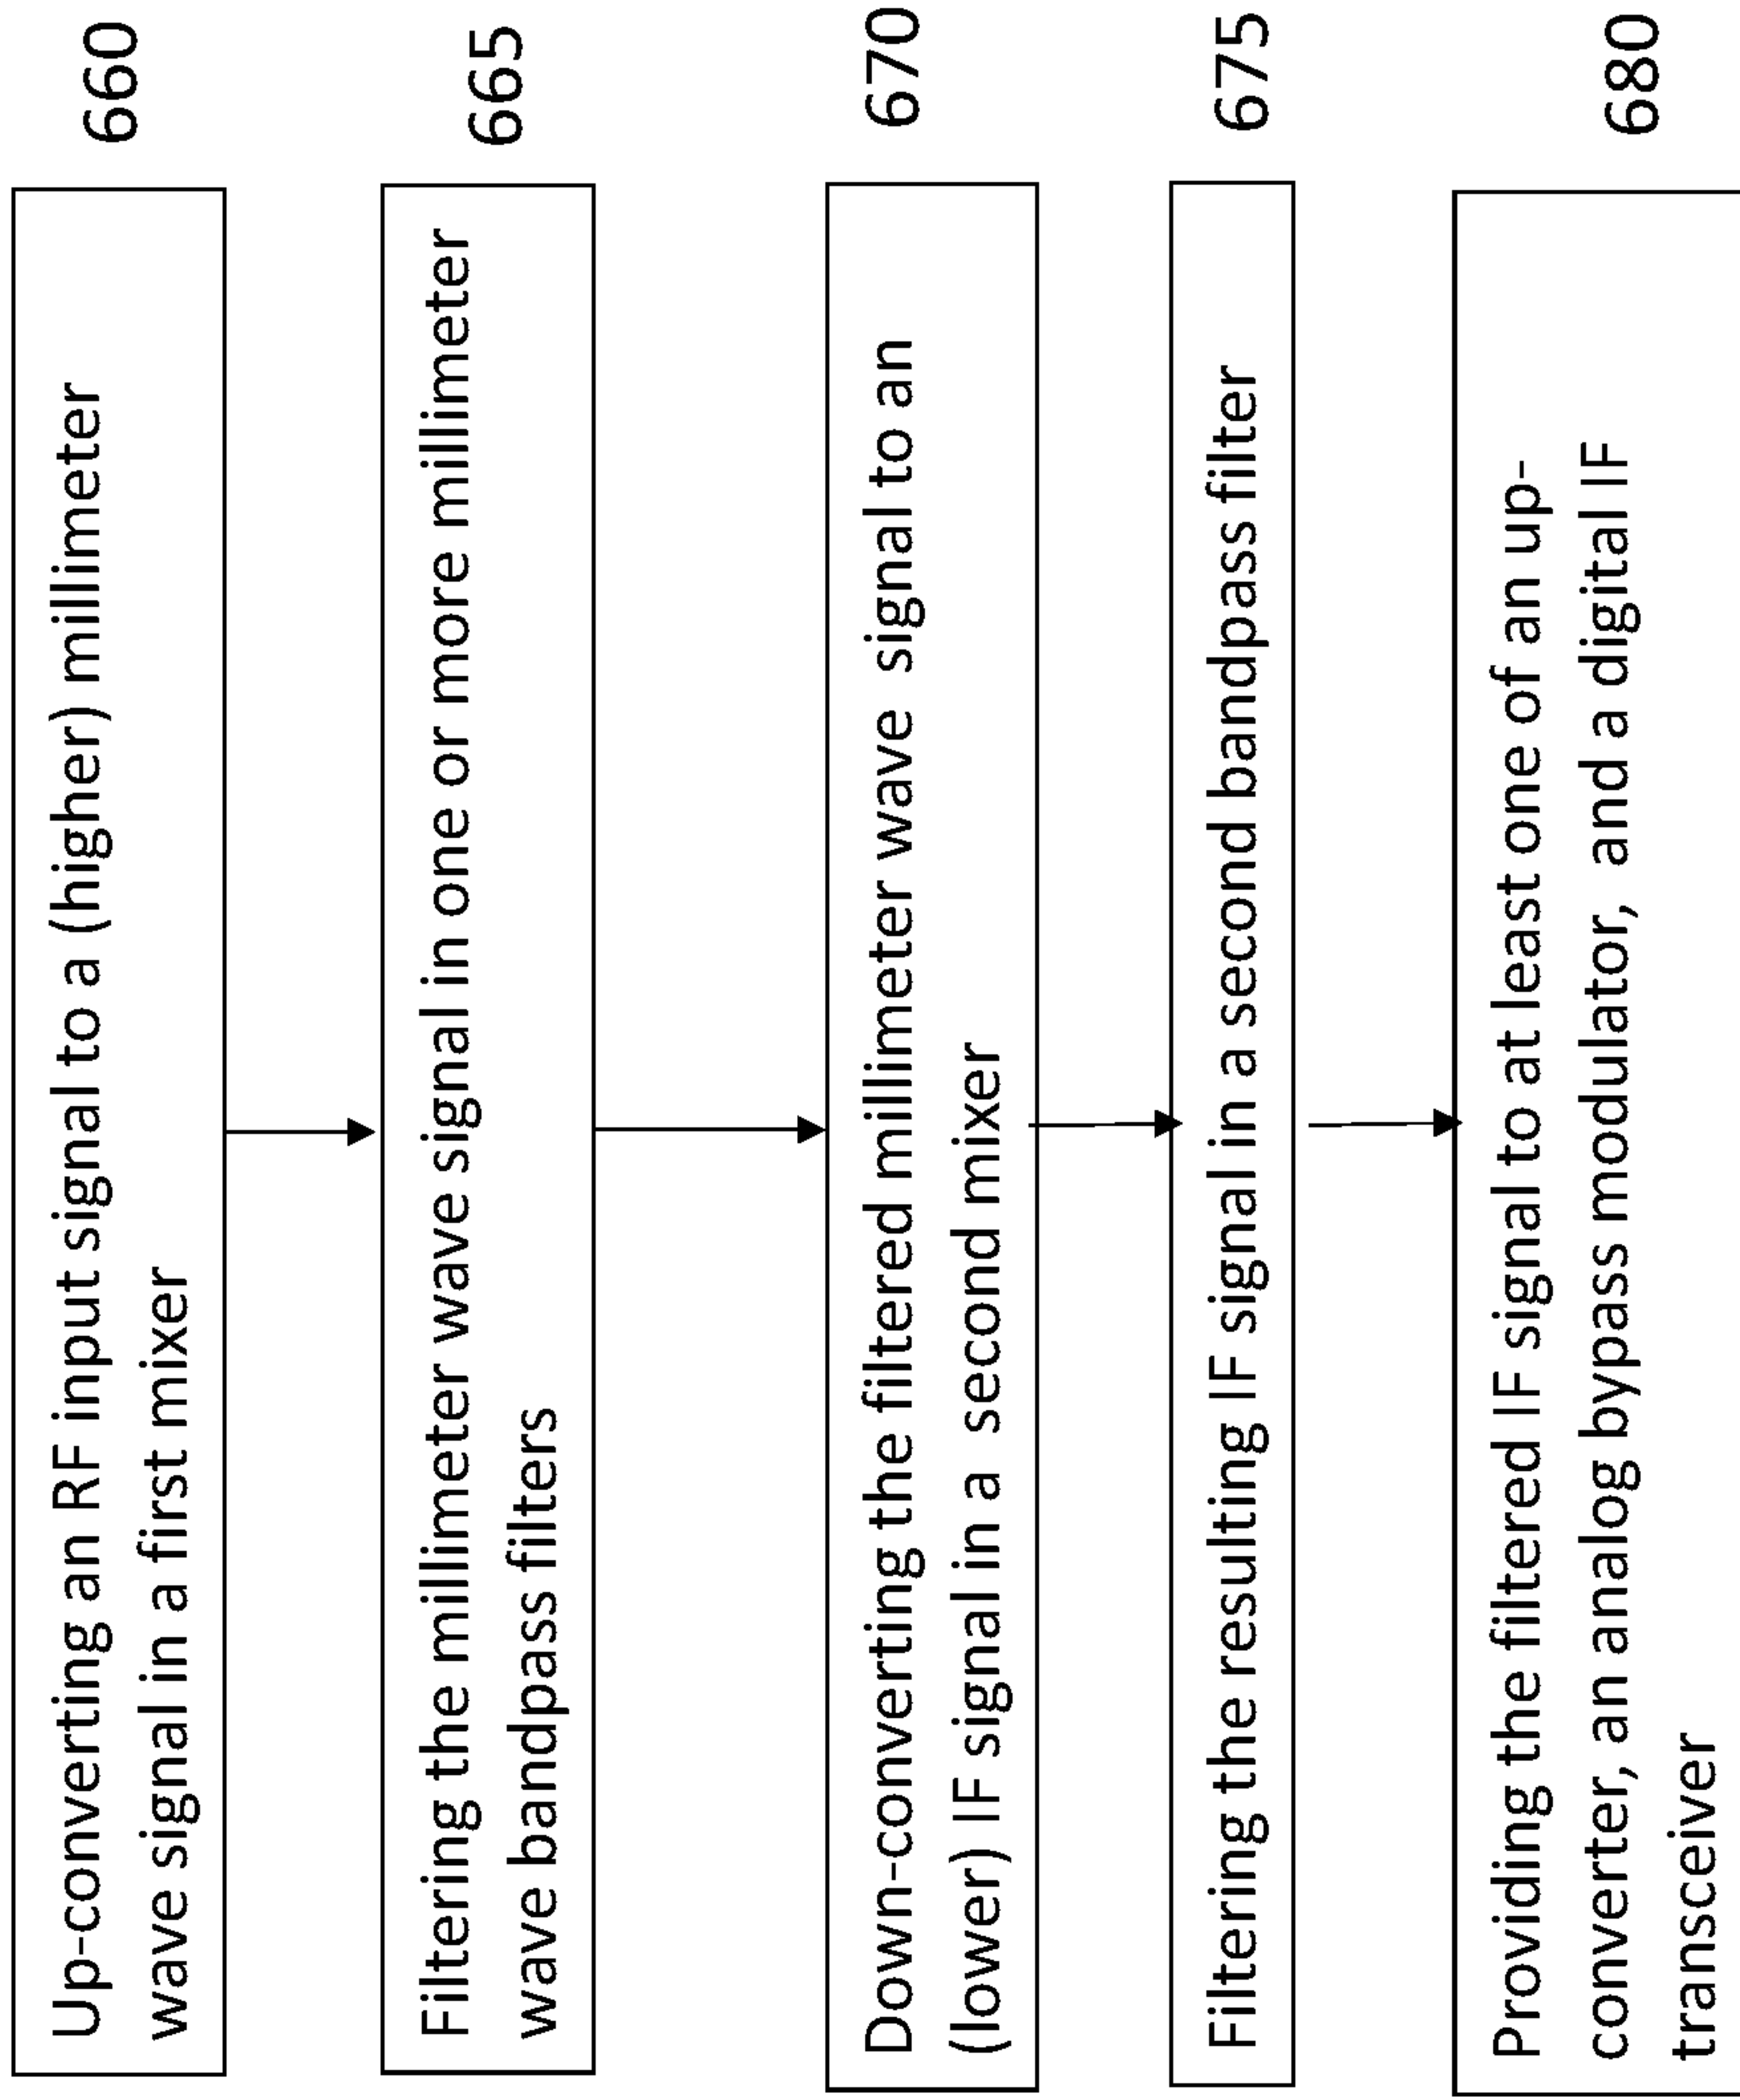 Up-converting an RF input signal to a (higher) millimeter
wave signal in a first mixer
660
Filtering the millimeter wave signal in one or more millimeter
wave bandpass filters
665
Down-converting the filtered millimeter wave signal to an
(lower) IF signal in a second mixer
670
Filtering the resulting IF signal in a second bandpass filter
675
Providing the filtered IF signal to at least one of an up-
converter, an analog bypass modulator, and a digital IF
transceiver
680